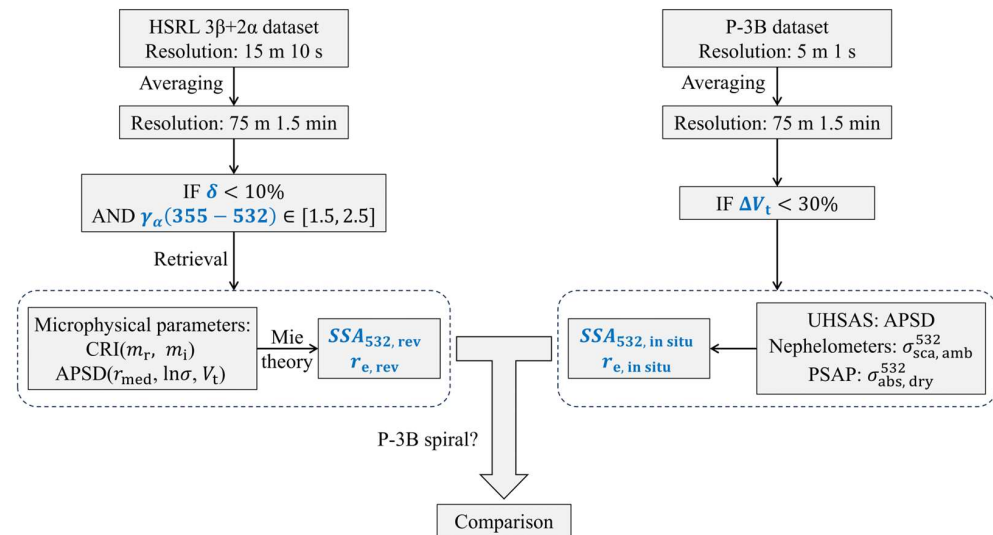 HSRL 3β+2α dataset
Resolution: 15 m 10 s
Averaging
Resolution: 75 m 1.5 min
IF δ < 10%
AND γα(355 − 532) ∈ [1.5, 2.5]
Retrieval
Microphysical parameters:
CRI(mr, mi)
APSD(rmed, lnσ, Vt)
Mie
theory
SSA532, rev
re, rev
P-3B dataset
Resolution: 5 m 1 s
Averaging
Resolution: 75 m 1.5 min
IF ΔVt < 30%
SSA532, in situ
re, in situ
UHSAS: APSD
Nephelometers: σ532sca, amb
PSAP: σ532abs, dry
P-3B spiral?
Comparison